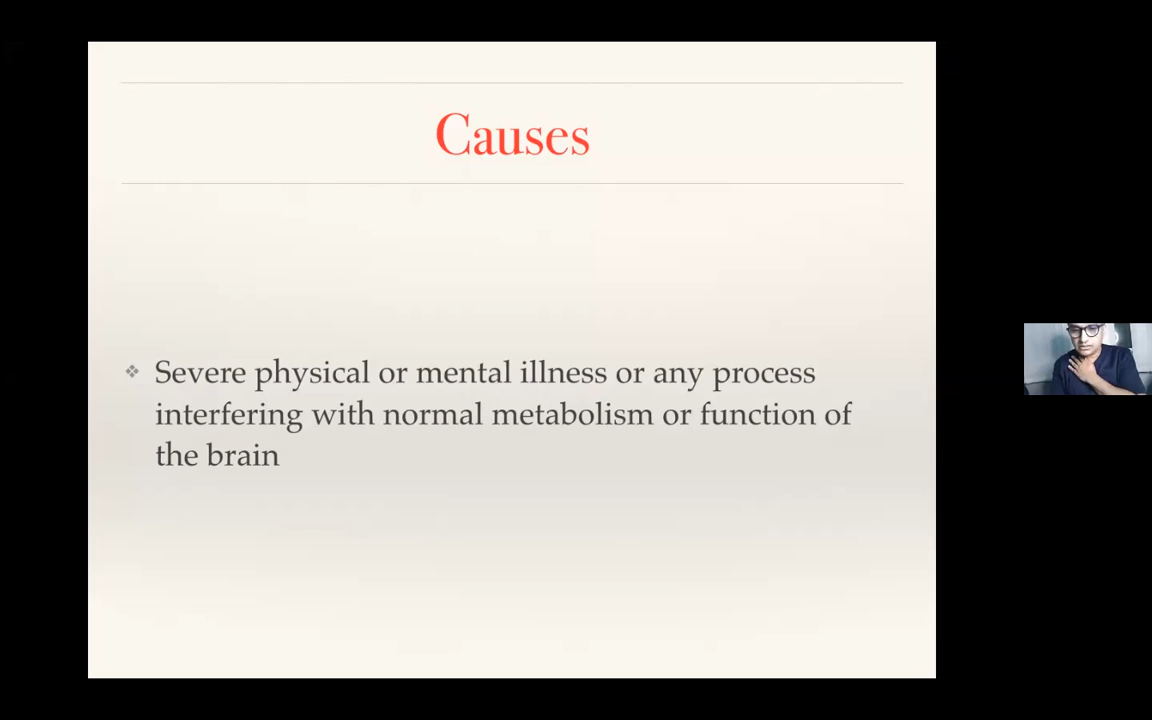 Causes
Severe physical or mental illness or any process
interfering with normal metabolism or function of
the brain